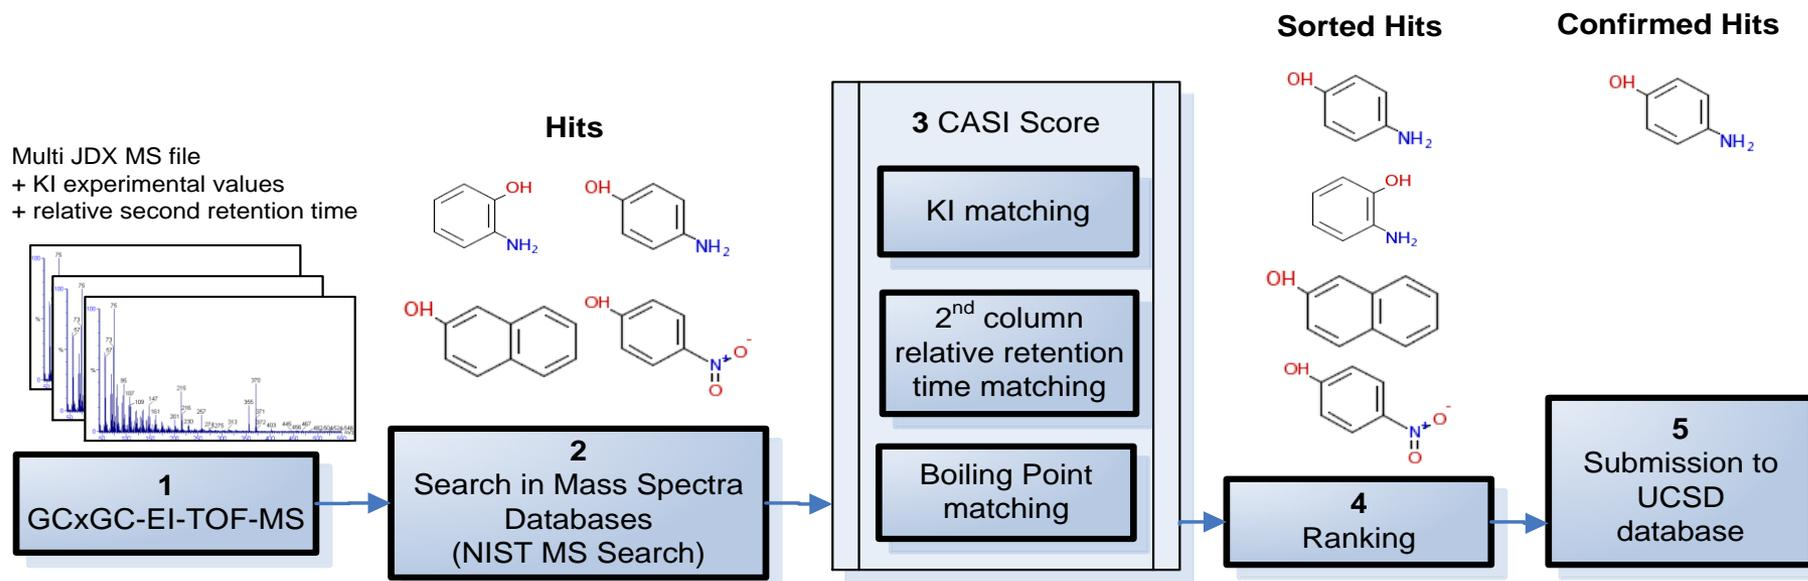 Sorted Hits
Confirmed Hits
Hits
Multi JDX MS file
+ KI experimental values
+ relative second retention time
OH
NH2
OH
NH2
OH
OH
N+
O-
O
1
GCxGC-EI-TOF-MS
2
Search in Mass Spectra
Databases
(NIST MS Search)
3 CASI Score
KI matching
2nd column
relative retention
time matching
Boiling Point
matching
OH
NH2
OH
NH2
OH
OH
N+
O-
O
4
Ranking
OH
NH2
5
Submission to
UCSD
database